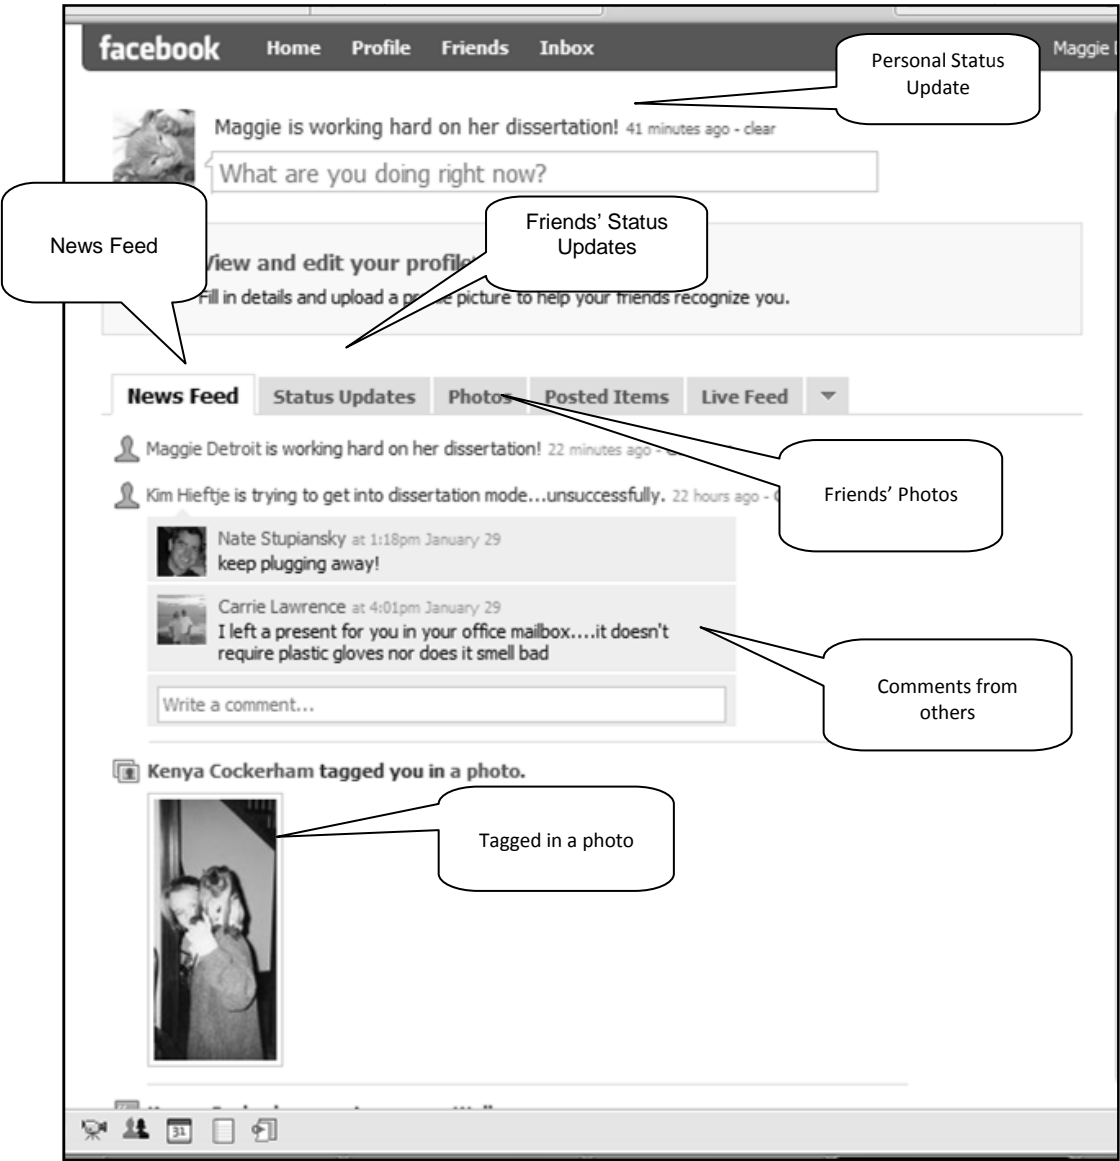 facebook Home Profile Friends Inbox Maggie
Personal Status
Update
Maggie is working hard on her dissertation! 41 minutes ago - clear
What are you doing right now?
News Feed
Friends' Status
Updates
View and edit your profile
Fill in details and upload a profile picture to help your friends recognize you.
News Feed Status Updates Photos Posted Items Live Feed
Maggie Detroit is working hard on her dissertation! 22 minutes ago -
Kim Hieftje is trying to get into dissertation mode...unsuccessfully. 22 hours ago -
Friends' Photos
Nate Stupiansky at 1:18pm January 29
keep plugging away!
Carrie Lawrence at 4:01pm January 29
I left a present for you in your office mailbox....it doesn't
require plastic gloves nor does it smell bad
Comments from
others
Write a comment...
Kenya Cockerham tagged you in a photo.
Tagged in a photo
31